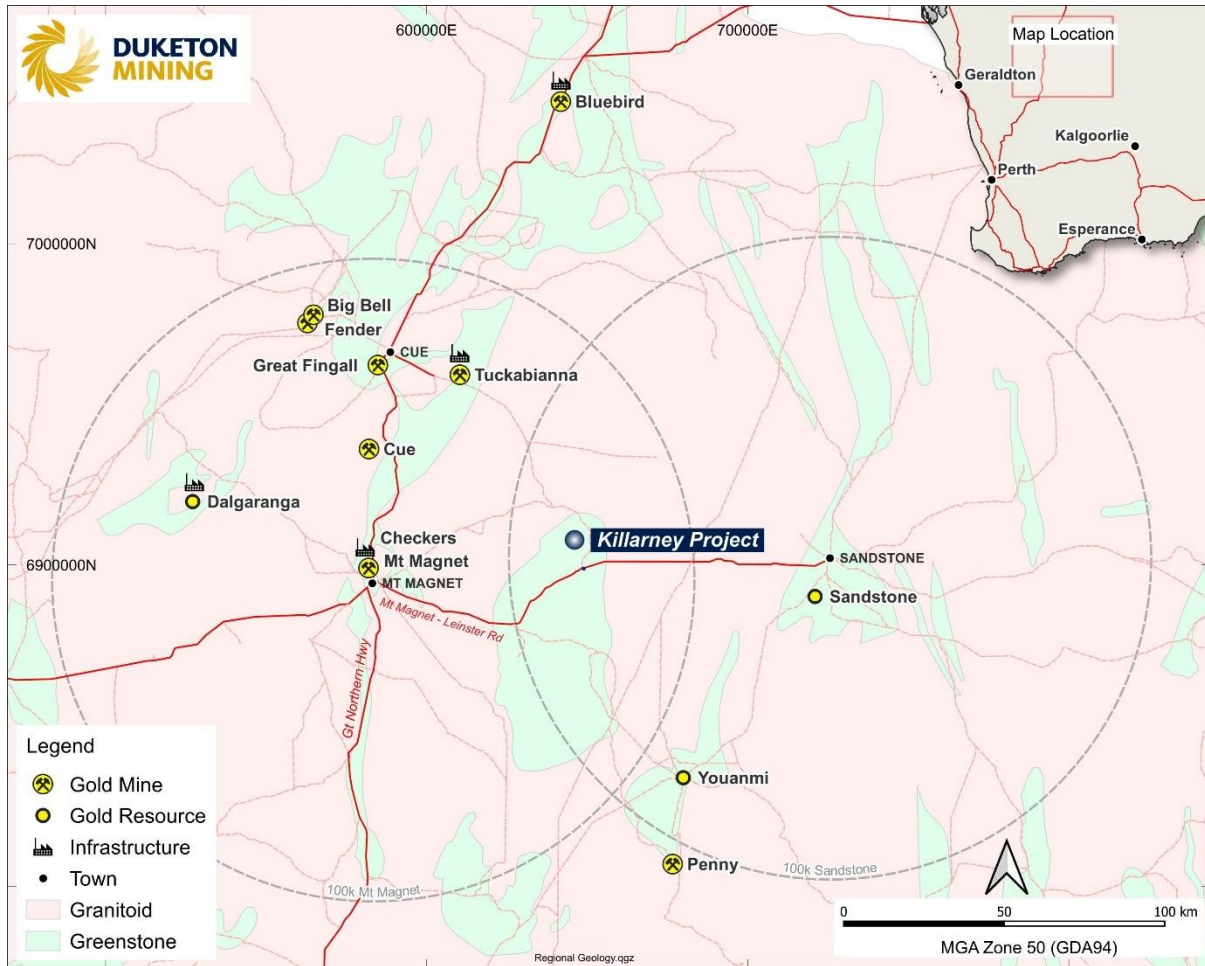 DUKETON
MINING
600000E
700000E
Map Location
Geraldton
Kalgoorlie
Perth
Esperance
Bluebird
7000000N
Big Bell
Fender
CUE
Great Fingall
Tuckabianna
Cue
Dalgaranga
Killarney Project
Checkers
Mt Magnet
SANDSTONE
6900000N
MT MAGNET
Sandstone
Mt Magnet - Leinster Rd
Gt Northern Hwy
Youanmi
Penny
100k Mt Magnet
100k Sandstone
Legend
Gold Mine
Gold Resource
Infrastructure
Town
Granitoid
Greenstone
0 50 100 km
MGA Zone 50 (GDA94)
Regional Geology.qgz